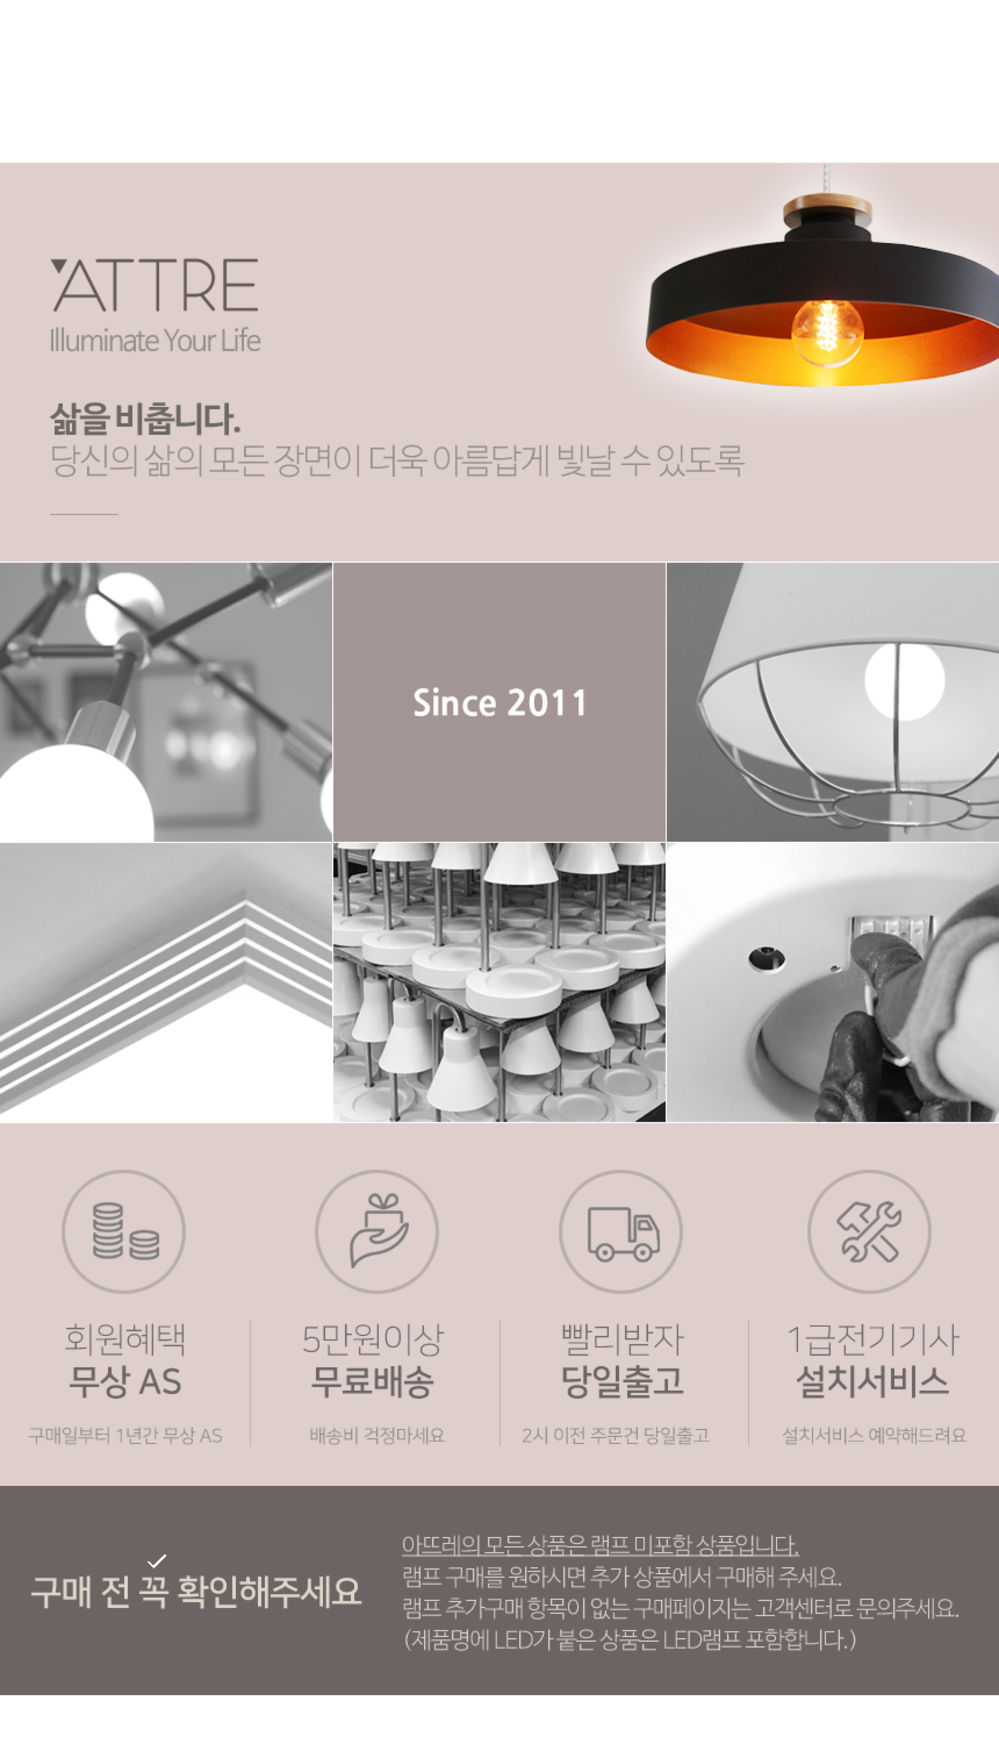 ATTRE
Illuminate Your Life
삶을 비춥니다.
당신의 삶의 모든 장면이 더욱 아름답게 빛날 수 있도록
Since 2011
회원혜택
무상 AS
구매일부터 1년간 무상 AS
5만원이상
무료배송
배송비 걱정마세요
빨리받자
당일출고
2시 이전 주문건 당일출고
1급전기기사
설치서비스
설치서비스 예약해드려요
구매 전 꼭 확인해주세요
아뜨레의 모든 상품은 램프 미포함 상품입니다.
램프 구매를 원하시면 추가 상품에서 구매해 주세요.
램프 추가구매 항목이 없는 구매페이지는 고객센터로 문의주세요.
(제품명에 LED가 붙은 상품은 LED램프 포함합니다.)